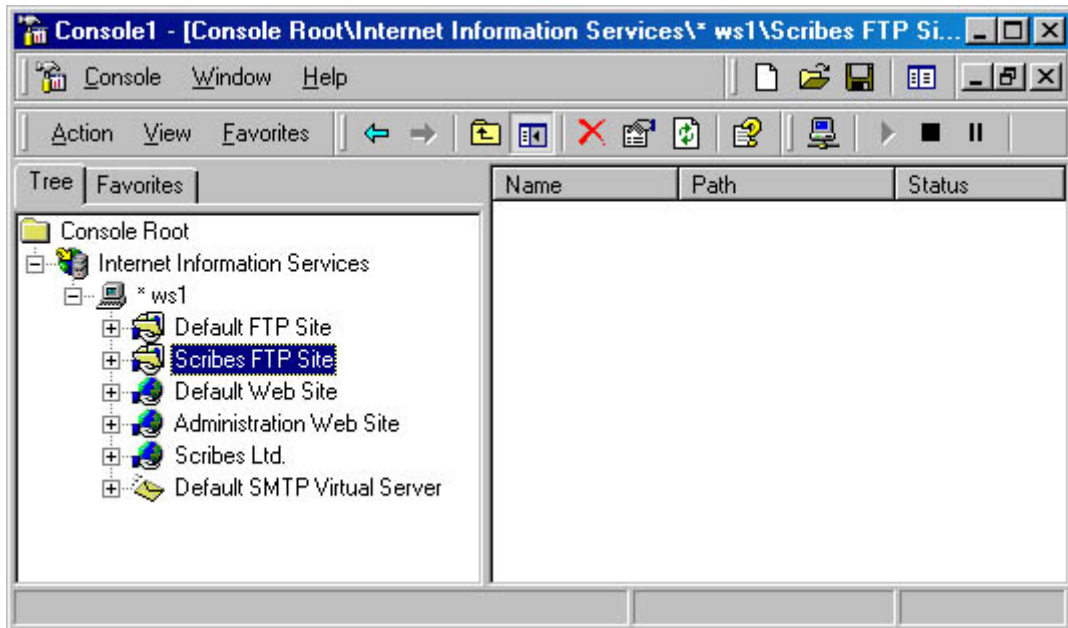 Console1 - [Console Root\Internet Information Services\* ws1\Scribes FTP Si...
Console Window Help
Action View Favorites
Tree Favorites
Name Path Status
Console Root
Internet Information Services
* ws1
Default FTP Site
Scribes FTP Site
Default Web Site
Administration Web Site
Scribes Ltd.
Default SMTP Virtual Server